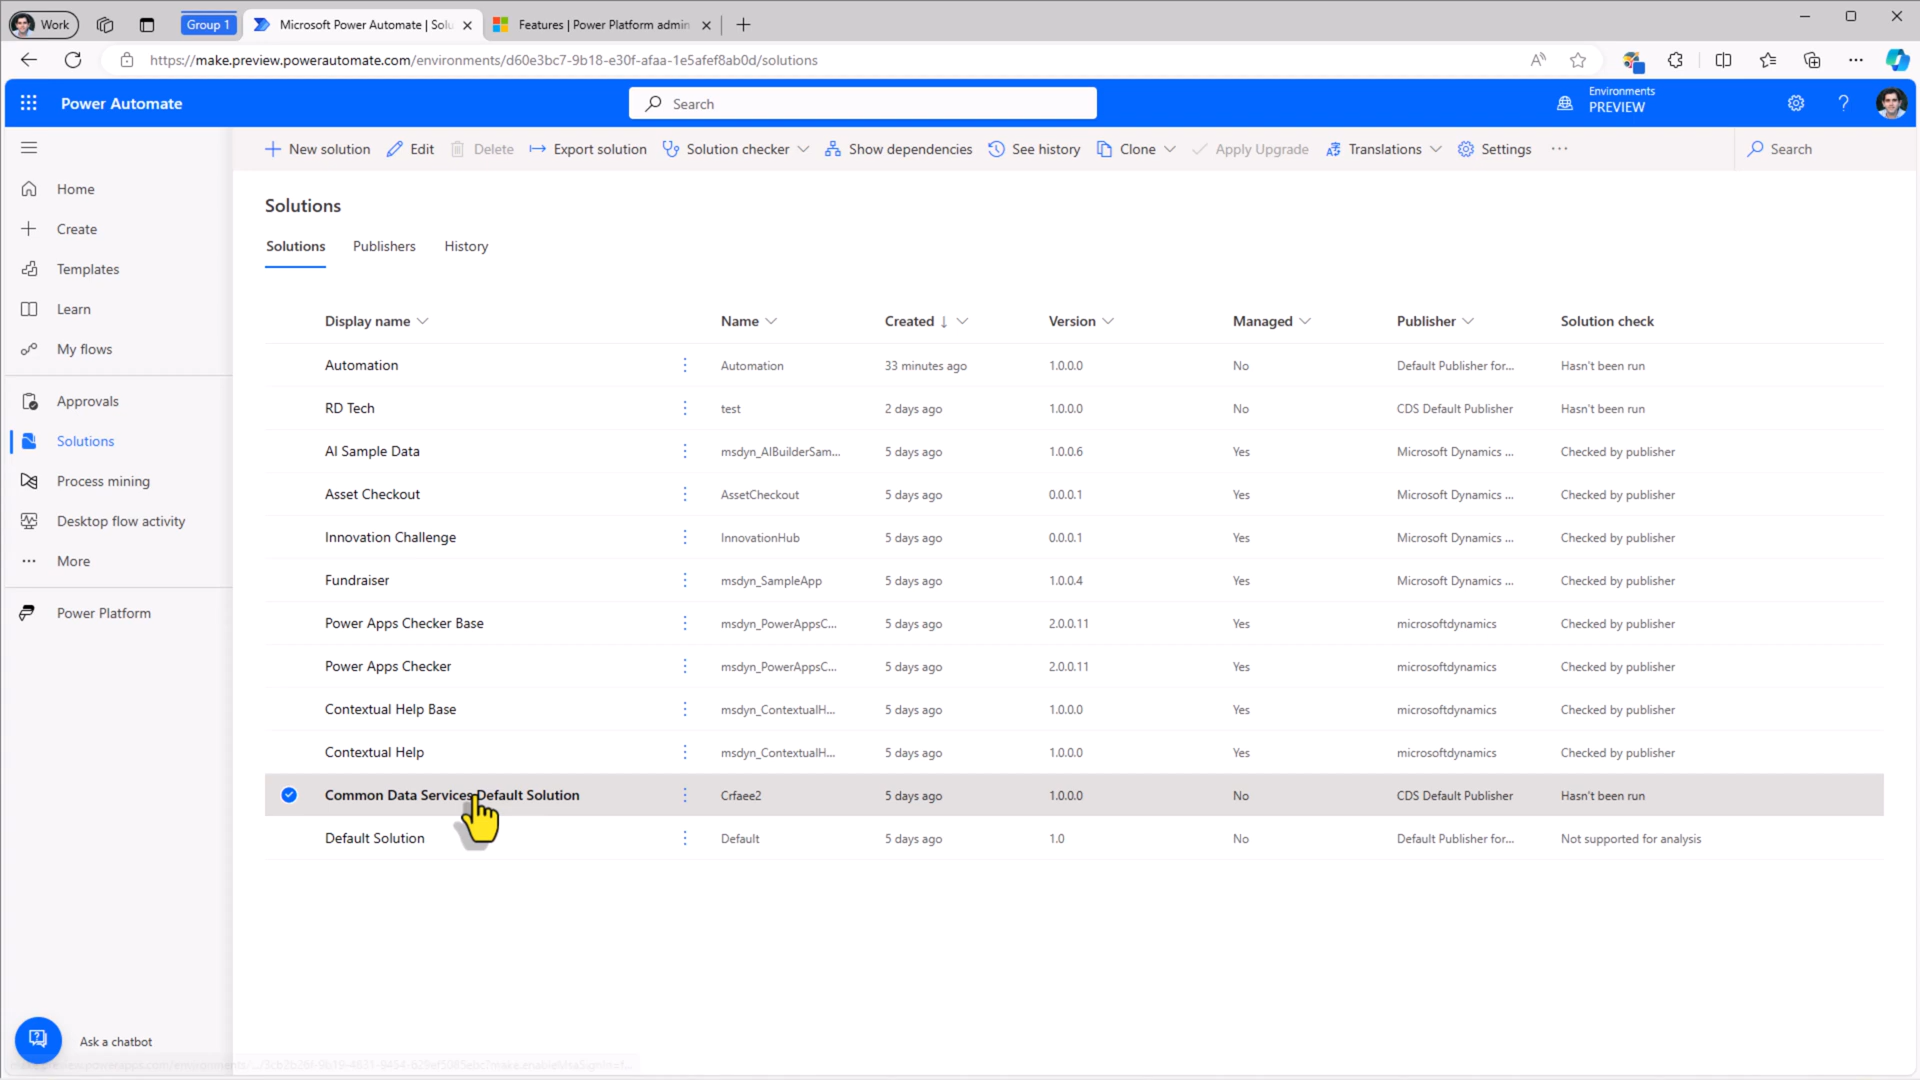 Work
Group 1
Microsoft Power Automate | Solu
Features | Power Platform admin
https://make.preview.powerautomate.com/environments/d60e3bc7-9b18-e30f-afaa-1e5afef8ab0d/solutions
Power Automate
Search
Environments
PREVIEW
New solution
Edit
Delete
Export solution
Solution checker
Show dependencies
See history
Clone
Apply Upgrade
Translations
Settings
Search
Home
Create
Templates
Learn
My flows
Approvals
Solutions
Process mining
Desktop flow activity
More
Power Platform
Ask a chatbot
Solutions
Solutions Publishers History
Display name Name Created ↓ Version Managed Publisher Solution check
Automation Automation 33 minutes ago 1.0.0.0 No Default Publisher for... Hasn't been run
RD Tech test 2 days ago 1.0.0.0 No CDS Default Publisher Hasn't been run
AI Sample Data msdyn_AIBuilderSam... 5 days ago 1.0.0.6 Yes Microsoft Dynamics ... Checked by publisher
Asset Checkout AssetCheckout 5 days ago 0.0.0.1 Yes Microsoft Dynamics ... Checked by publisher
Innovation Challenge InnovationHub 5 days ago 0.0.0.1 Yes Microsoft Dynamics ... Checked by publisher
Fundraiser msdyn_SampleApp 5 days ago 1.0.0.4 Yes Microsoft Dynamics ... Checked by publisher
Power Apps Checker Base msdyn_PowerAppsC... 5 days ago 2.0.0.11 Yes microsoftdynamics Checked by publisher
Power Apps Checker msdyn_PowerAppsC... 5 days ago 2.0.0.11 Yes microsoftdynamics Checked by publisher
Contextual Help Base msdyn_ContextualH... 5 days ago 1.0.0.0 Yes microsoftdynamics Checked by publisher
Contextual Help msdyn_ContextualH... 5 days ago 1.0.0.0 Yes microsoftdynamics Checked by publisher
Common Data Services Default Solution Crfaee2 5 days ago 1.0.0.0 No CDS Default Publisher Hasn't been run
Default Solution Default 5 days ago 1.0 No Default Publisher for... Not supported for analysis